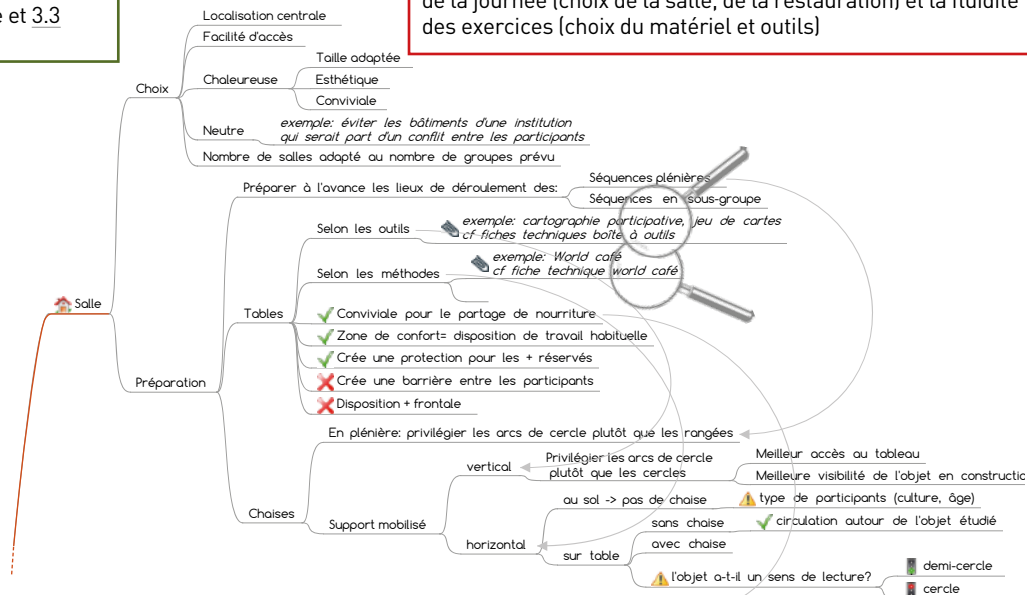 e et 3.3
de la journée (choix de la salle, de la restauration) et la fluidité
des exercices (choix du matériel et outils)
Salle
Choix
Localisation centrale
Facilité d'accès
Chaleureuse
Taille adaptée
Esthétique
Conviviale
Neutre
exemple: éviter les bâtiments d'une institution
qui serait part d'un conflit entre les participants
Nombre de salles adapté au nombre de groupes prévu
Préparation
Préparer à l'avance les lieux de déroulement des:
Séquences plénières
Séquences en sous-groupe
Tables
Selon les outils
exemple: cartographie participative, jeu de cartes
cf fiches techniques boîte à outils
Selon les méthodes
exemple: World café
cf fiche technique world café
Conviviale pour le partage de nourriture
Zone de confort= disposition de travail habituelle
Crée une protection pour les + réservés
Crée une barrière entre les participants
Disposition + frontale
Chaises
En plénière: privilégier les arcs de cercle plutôt que les rangées
Support mobilisé
vertical
Privilégier les arcs de cercle
plutôt que les cercles
Meilleur accès au tableau
Meilleure visibilité de l'objet en constructio
horizontal
au sol -> pas de chaise
type de participants (culture, âge)
sur table
sans chaise
circulation autour de l'objet étudié
avec chaise
l'objet a-t-il un sens de lecture?
demi-cercle
cercle